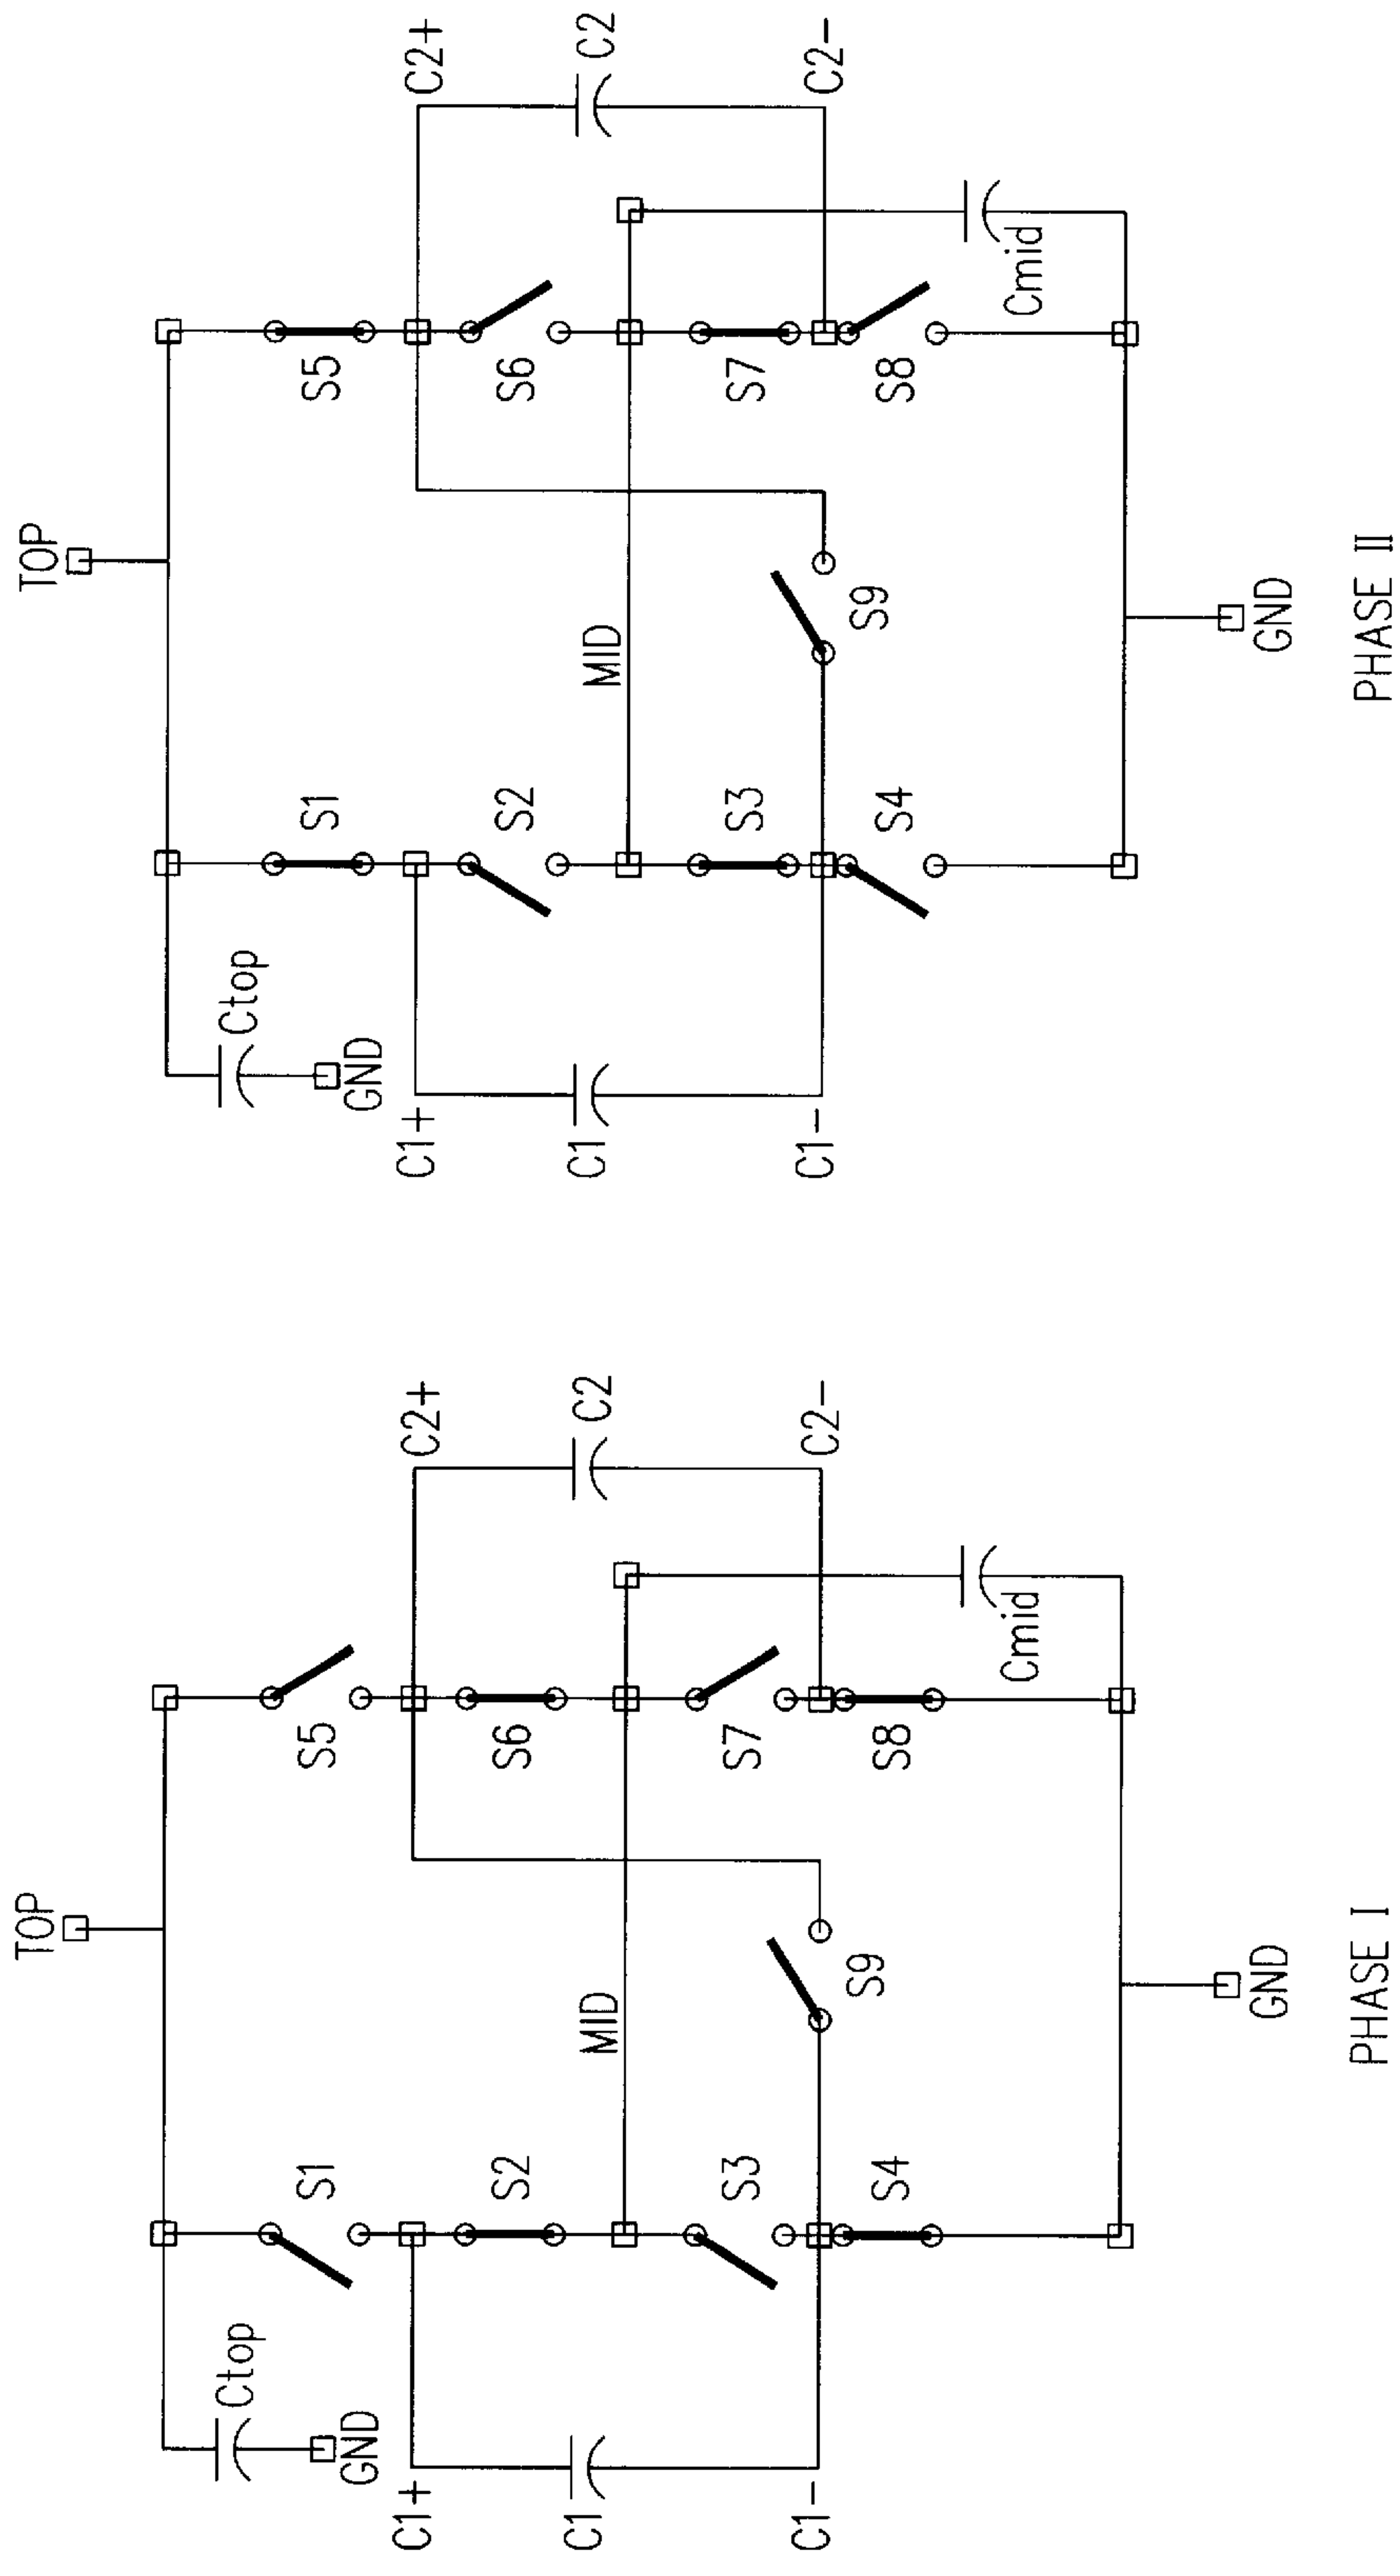 TOP
Ctop
GND
S1
S5
C1+
C2+
S2
S6
C1
C2
MID
S3
S7
C1-
C2-
S9
S4
S8
Cmid
GND
PHASE I
TOP
Ctop
GND
S1
S5
C1+
C2+
S2
S6
C1
C2
MID
S3
S7
C1-
C2-
S9
S4
S8
Cmid
GND
PHASE II